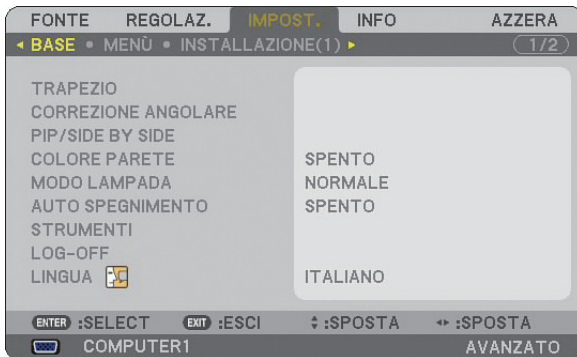 FONTE REGOLAZ. IMPOST. INFO AZZERA
BASE • MENÙ • INSTALLAZIONE(1) 1/2
TRAPEZIO
CORREZIONE ANGOLARE
PIP/SIDE BY SIDE
COLORE PARETE SPENTO
MODO LAMPADA NORMALE
AUTO SPEGNIMENTO SPENTO
STRUMENTI
LOG-OFF
LINGUA ITALIANO
ENTER :SELECT EXIT :ESCI :SPOSTA :SPOSTA
COMPUTER1 AVANZATO